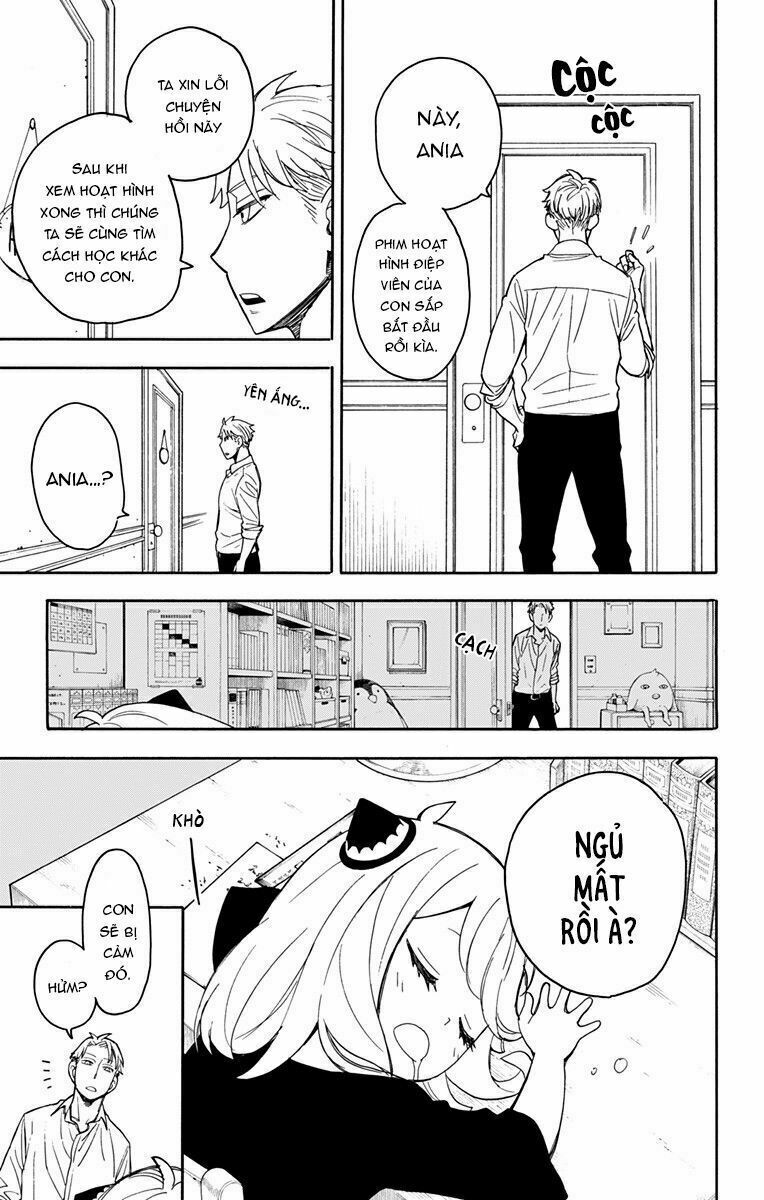 CỘC
CỘC
NÀY,
ANIA
PHIM HOẠT
HÌNH ĐIỆP
VIÊN CỦA
CON SẮP
BẮT ĐẦU
RỒI KÌA.
TA XIN LỖI
CHUYỆN
HỒI NÃY
SAU KHI
XEM HOẠT HÌNH
XONG THÌ CHÚNG
TA SẼ CÙNG TÌM
CÁCH HỌC KHÁC
CHO CON.
YÊN ẮNG...
ANIA...?
CẠCH
NGỦ
MẤT
RỒI À?
KHÒ
CON
SẼ BỊ
CẢM
ĐÓ.
HỬM?